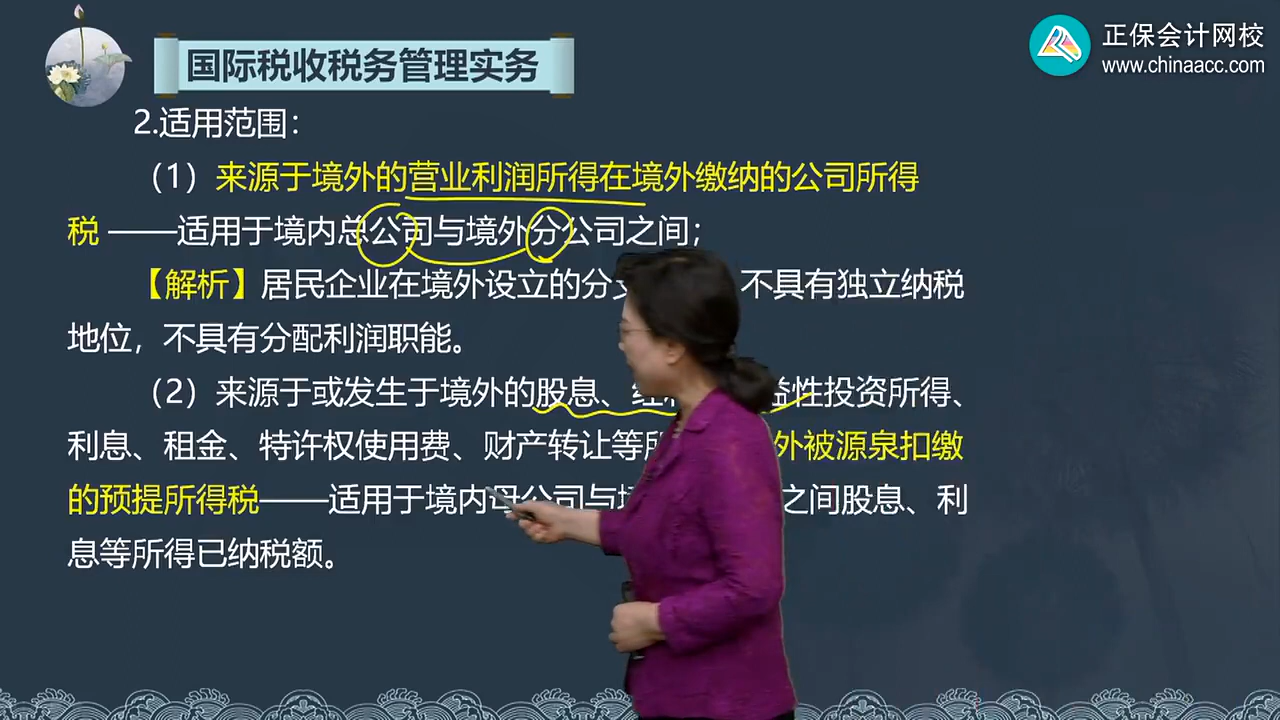 国际税收税务管理实务
正保会计网校
www.chinaacc.com
2.适用范围：
（1）来源于境外的营业利润所得在境外缴纳的公司所得
税 ——适用于境内总公司与境外分公司之间；
【解析】居民企业在境外设立的分 不具有独立纳税
地位，不具有分配利润职能。
（2）来源于或发生于境外的股息、 益性投资所得、
利息、租金、特许权使用费、财产转让等 外被源泉扣缴
的预提所得税——适用于境内母公司与 之间股息、利
息等所得已纳税额。